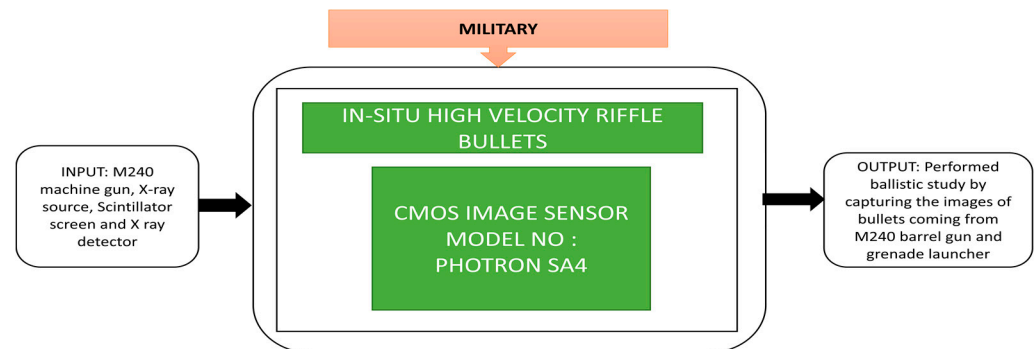 MILITARY
IN-SITU HIGH VELOCITY RIFFLE
BULLETS
INPUT: M240
machine gun, X-ray
source, Scintillator
screen and X ray
detector
CMOS IMAGE SENSOR
MODEL NO :
PHOTRON SA4
OUTPUT: Performed
ballistic study by
capturing the images of
bullets coming from
M240 barrel gun and
grenade launcher